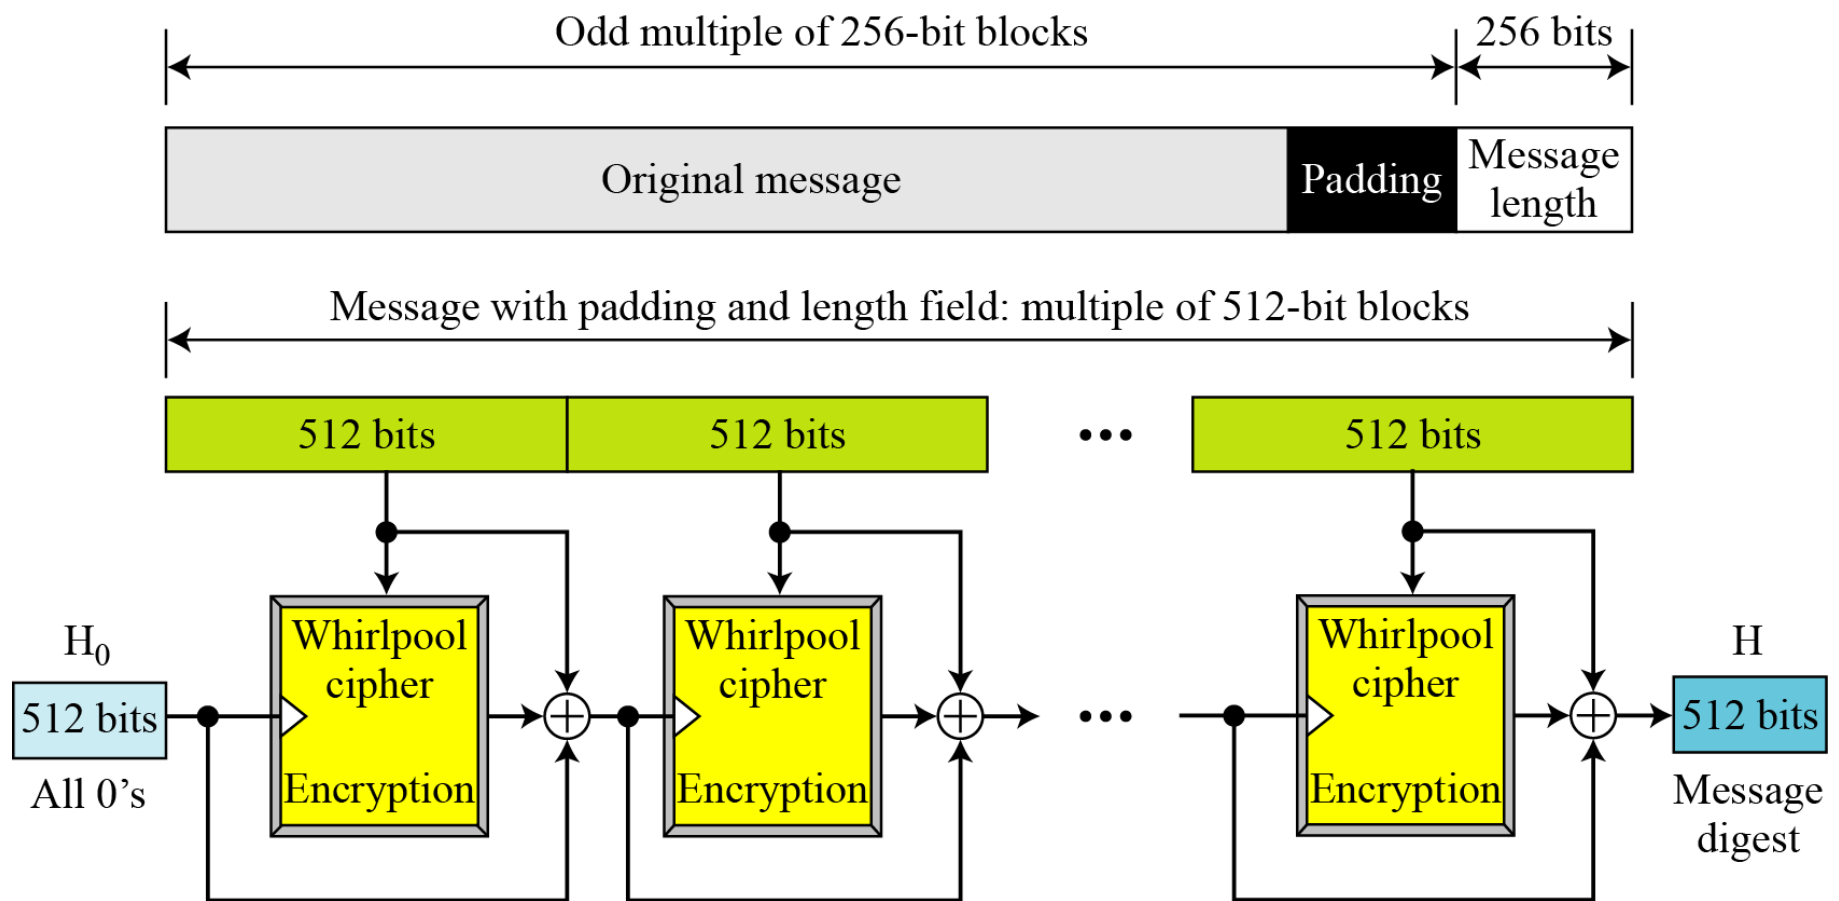 Odd multiple of 256-bit blocks
256 bits
Original message
Padding
Message
length
Message with padding and length field: multiple of 512-bit blocks
512 bits
512 bits
•••
512 bits
H₀
512 bits
All 0’s
Whirlpool
cipher
Encryption
Whirlpool
cipher
Encryption
•••
Whirlpool
cipher
Encryption
H
512 bits
Message
digest